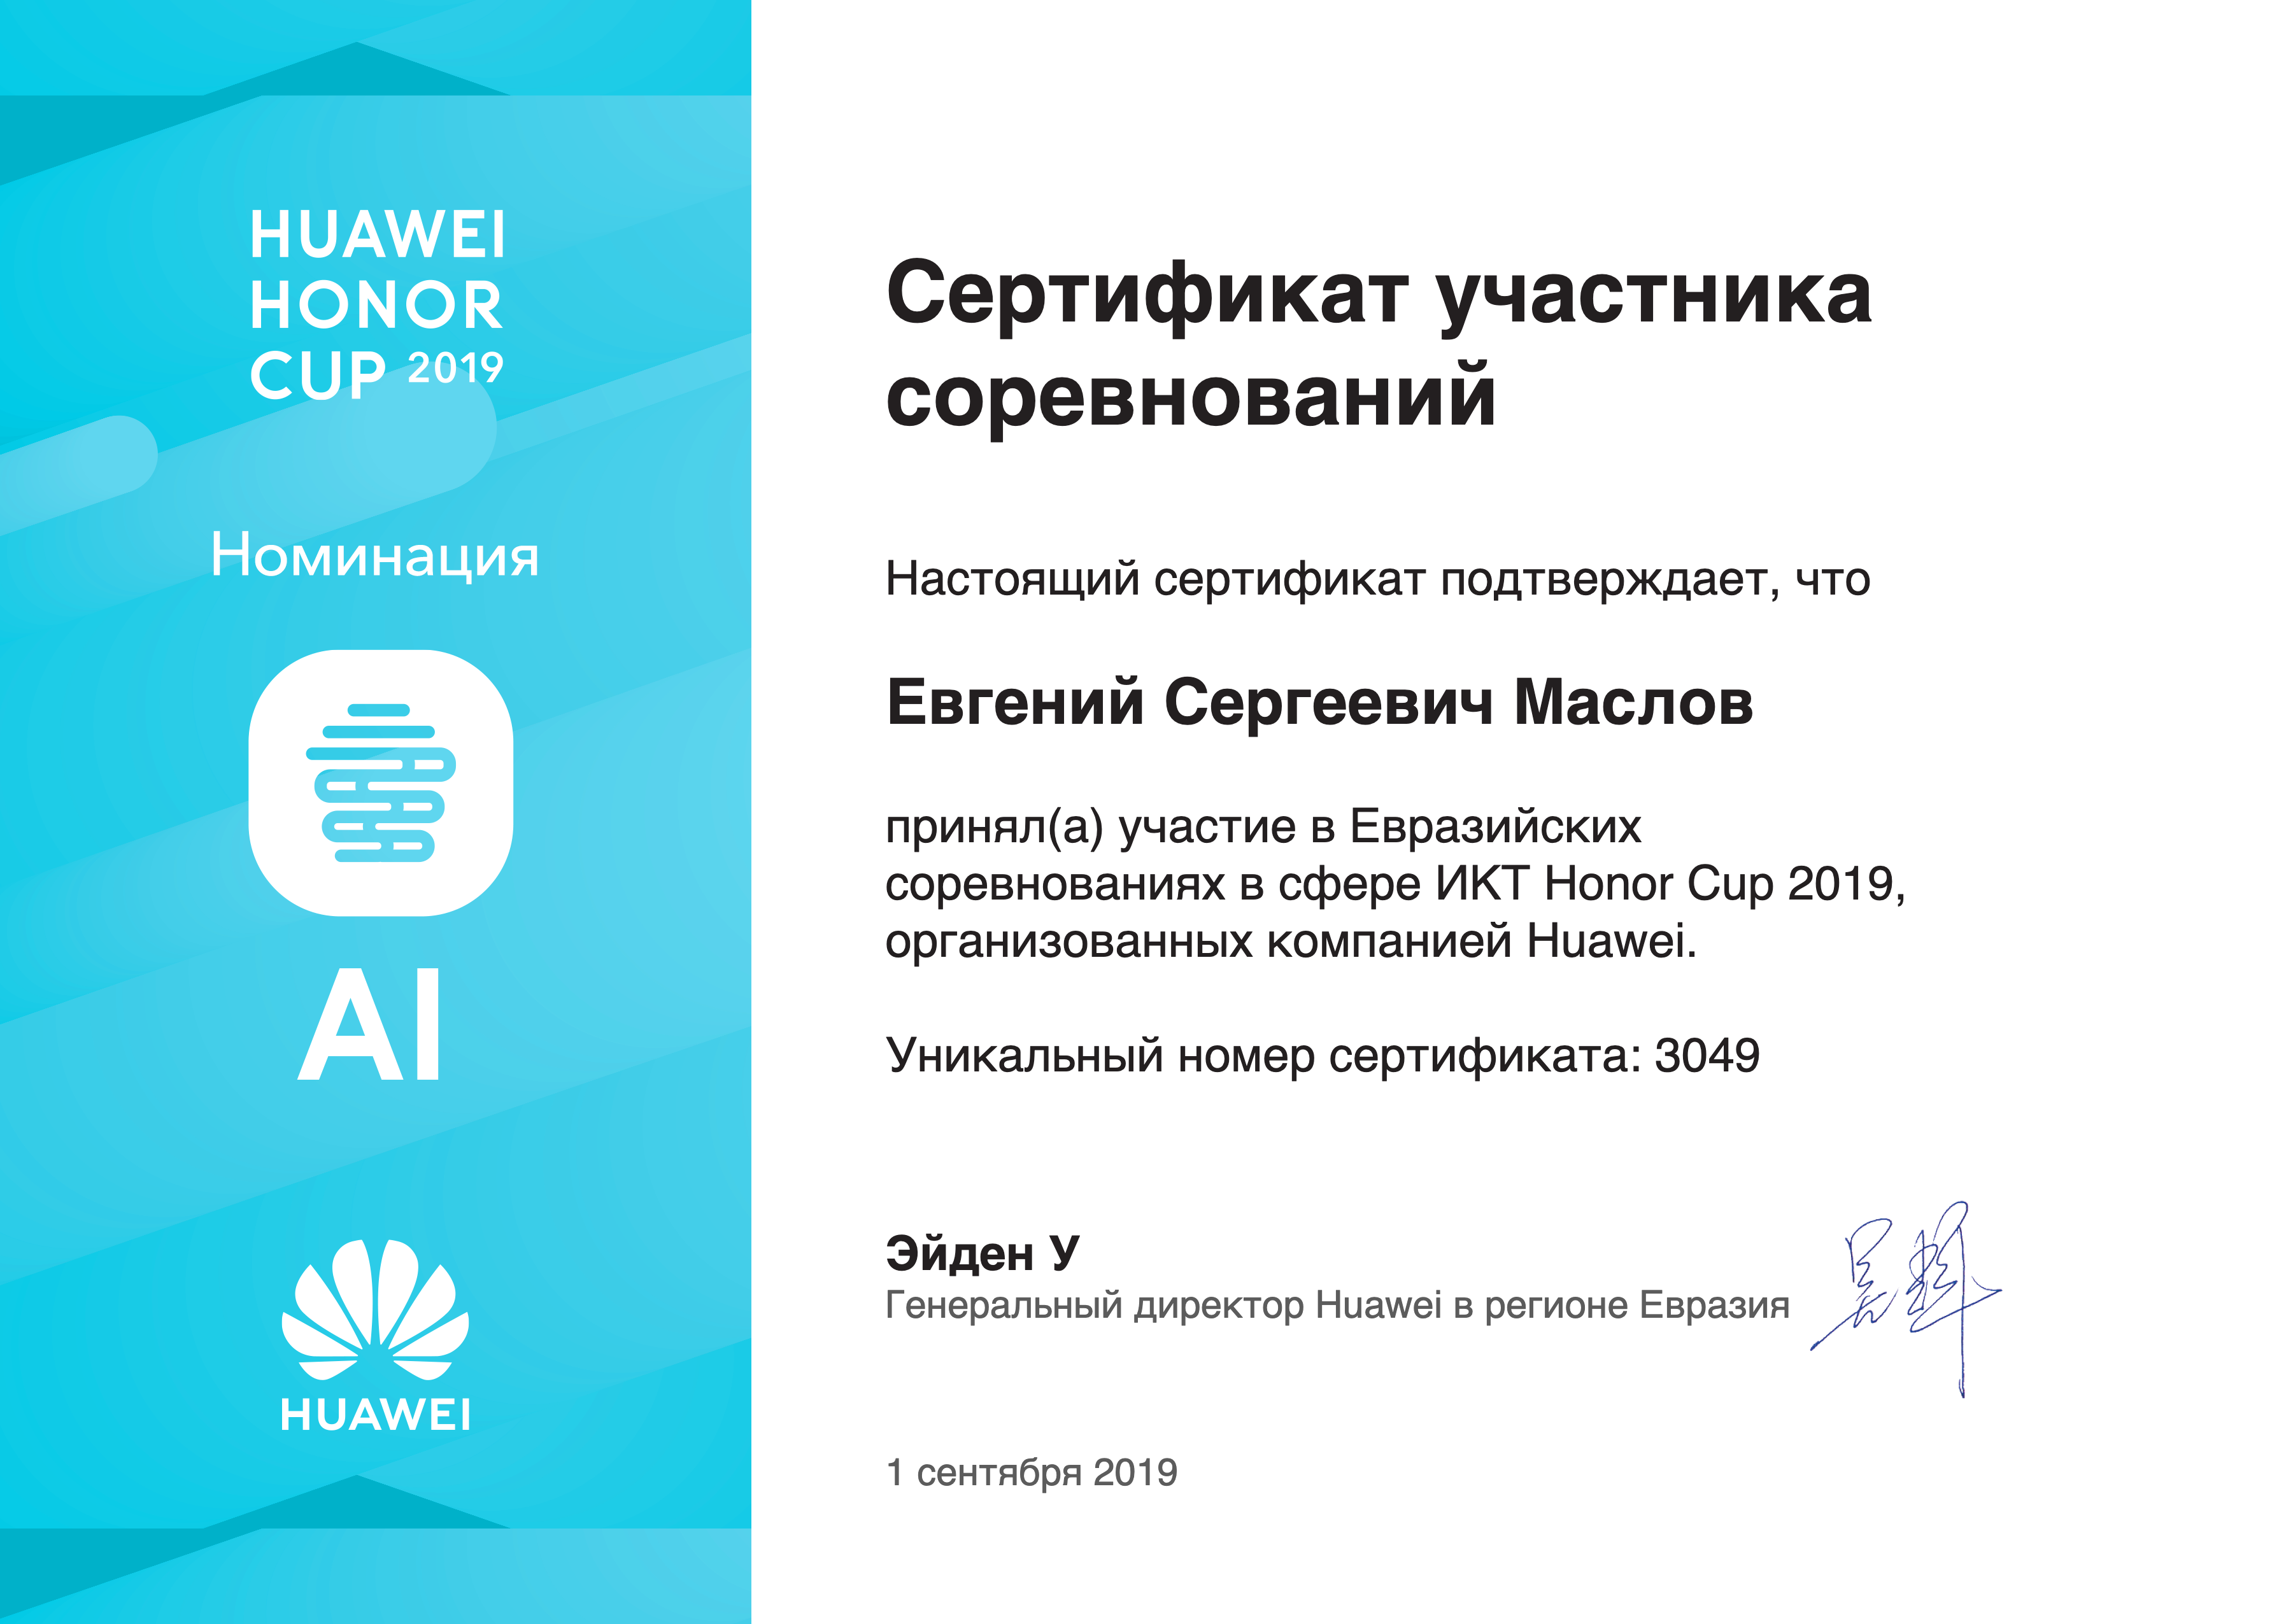 HUAWEI
HONOR
CUP 2019
Номинация
AI
HUAWEI
Сертификат участника
соревнований
Настоящий сертификат подтверждает, что
Евгений Сергеевич Маслов
принял(а) участие в Евразийских
соревнованиях в сфере ИКТ Honor Cup 2019,
организованных компанией Huawei.
Уникальный номер сертификата: 3049
Эйден У
Генеральный директор Huawei в регионе Евразия
1 сентября 2019